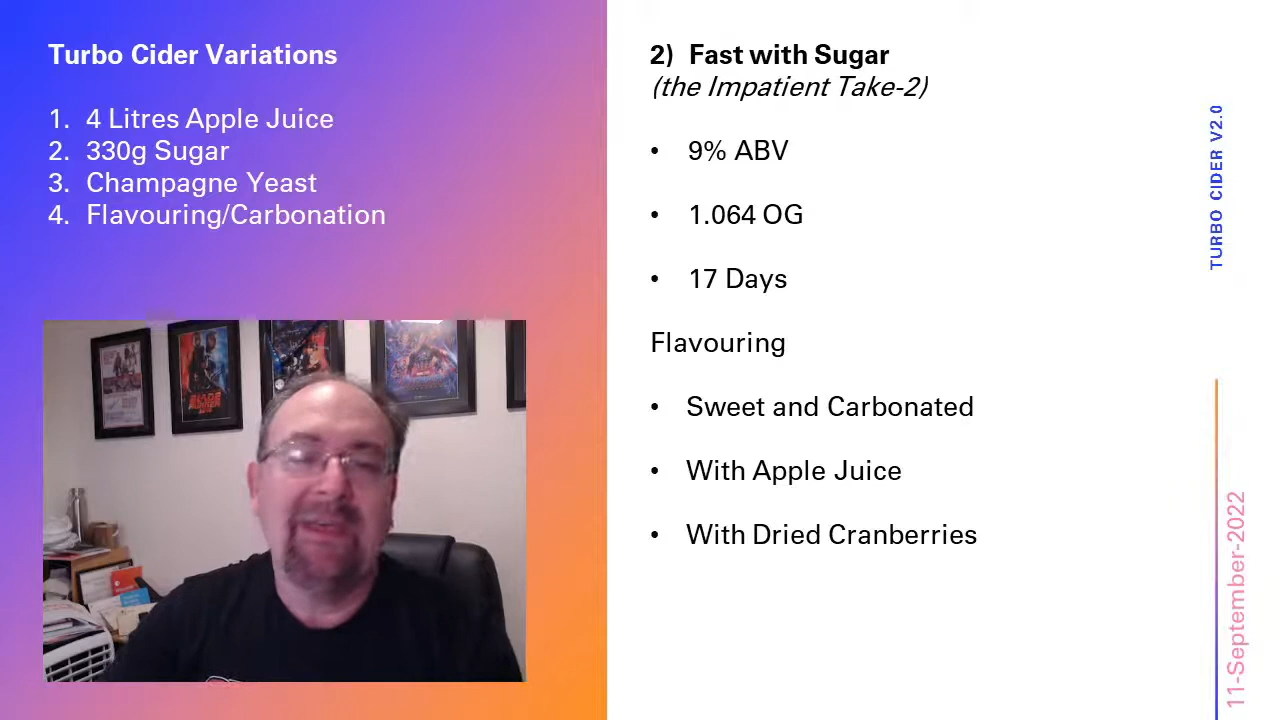 Turbo Cider Variations
1. 4 Litres Apple Juice
2. 330g Sugar
3. Champagne Yeast
4. Flavouring/Carbonation
BLADE
RUNNER
2) Fast with Sugar
(the Impatient Take-2)
• 9% ABV
• 1.064 OG
• 17 Days
Flavouring
• Sweet and Carbonated
• With Apple Juice
• With Dried Cranberries
TURBO CIDER V2.0
11-September-2022